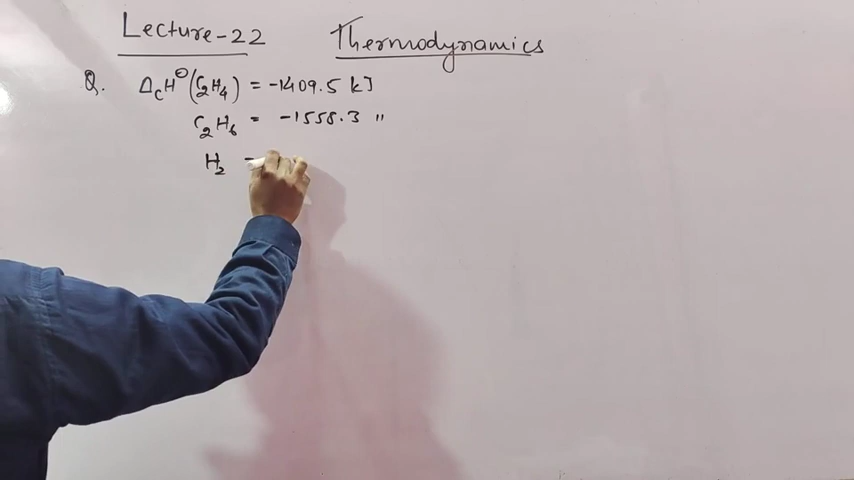 Lecture-22 Thermodynamics
Q. ΔcH⊖(C2H4) = -1409.5 kJ
C2H6 = -1558.3 "
H2 =